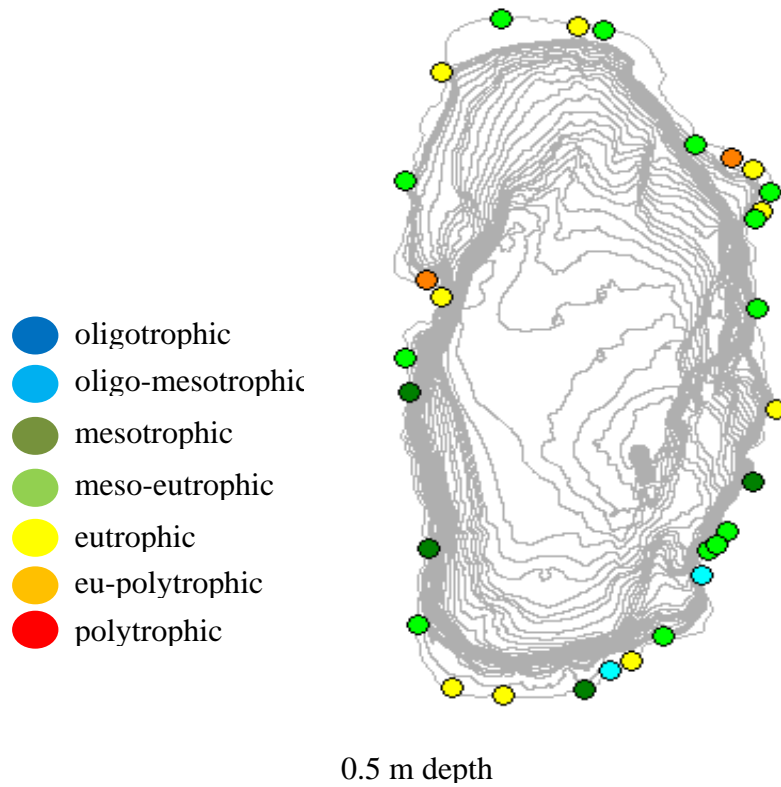 oligotrophic
oligo-mesotrophic
mesotrophic
meso-eutrophic
eutrophic
eu-polytrophic
polytrophic
0.5 m depth